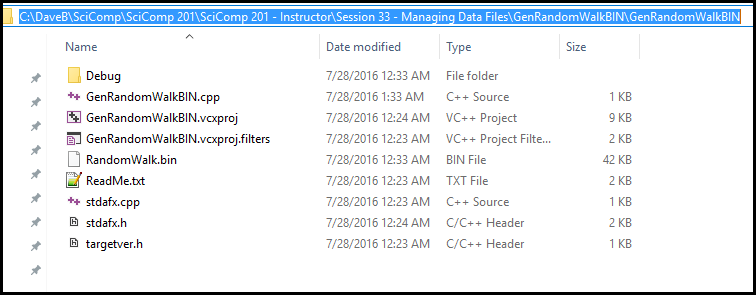 C:\DaveB\SciComp\SciComp 201\SciComp 201 - Instructor\Session 33 - Managing Data Files\GenRandomWalkBIN\GenRandomWalkBIN
Name Date modified Type Size
Debug 7/28/2016 12:33 AM File folder
GenRandomWalkBIN.cpp 7/28/2016 1:33 AM C++ Source 1 KB
GenRandomWalkBIN.vcxproj 7/28/2016 12:24 AM VC++ Project 9 KB
GenRandomWalkBIN.vcxproj.filters 7/28/2016 12:23 AM VC++ Project Filte... 2 KB
RandomWalk.bin 7/28/2016 12:33 AM BIN File 42 KB
ReadMe.txt 7/28/2016 12:23 AM TXT File 2 KB
stdafx.cpp 7/28/2016 12:23 AM C++ Source 1 KB
stdafx.h 7/28/2016 12:24 AM C/C++ Header 2 KB
targetver.h 7/28/2016 12:23 AM C/C++ Header 1 KB